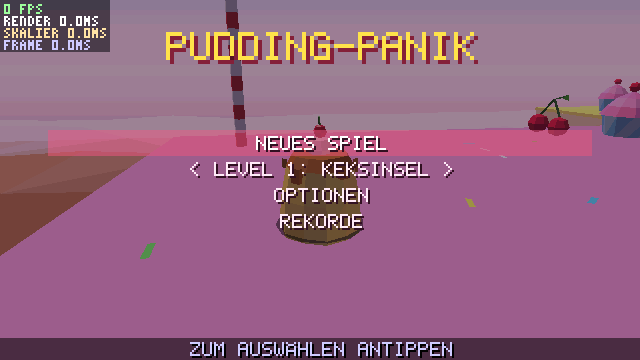 0 FPS
RENDER 0.0MS
SKALIER 0.0MS
FRAME 0.0MS
PUDDING-PANIK
NEUES SPIEL
< LEVEL 1: KEKSINSEL >
OPTIONEN
REKORDE
ZUM AUSWÄHLEN ANTIPPEN